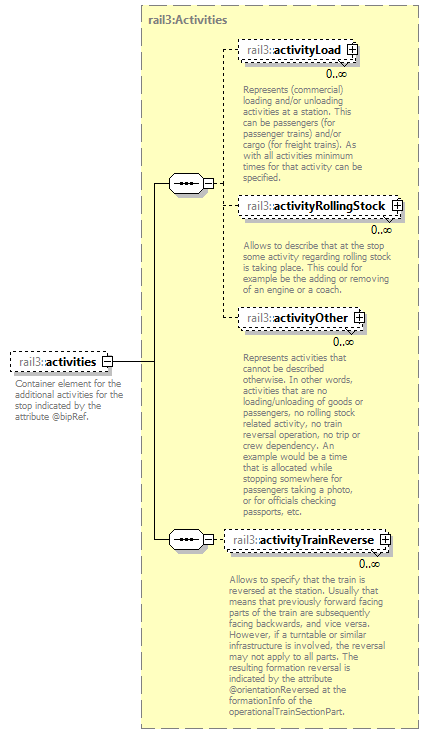 rail3:Activities
rail3::activityLoad
0..∞
Represents (commercial)
loading and/or unloading
activities at a station. This
can be passengers (for
passenger trains) and/or
cargo (for freight trains). As
with all activities minimum
times for that activity can be
specified.
rail3::activityRollingStock
0..∞
Allows to describe that at the stop
some activity regarding rolling stock
is taking place. This could for
example be the adding or removing
of an engine or a coach.
rail3::activityOther
0..∞
Represents activities that
cannot be described
otherwise. In other words,
activities that are no
loading/unloading of goods or
passengers, no rolling stock
related activity, no train
reversal operation, no trip or
crew dependency. An
example would be a time
that is allocated while
stopping somewhere for
passengers taking a photo,
or for officials checking
passports, etc.
rail3::activities
Container element for the
additional activities for the
stop indicated by the
attribute @bipRef.
rail3::activityTrainReverse
0..∞
Allows to specify that the train is
reversed at the station. Usually that
means that previously forward facing
parts of the train are subsequently
facing backwards, and vice versa.
However, if a turntable or similar
infrastructure is involved, the reversal
may not apply to all parts. The
resulting formation reversal is
indicated by the attribute
@orientationReversed at the
formationInfo of the
operationalTrainSectionPart.